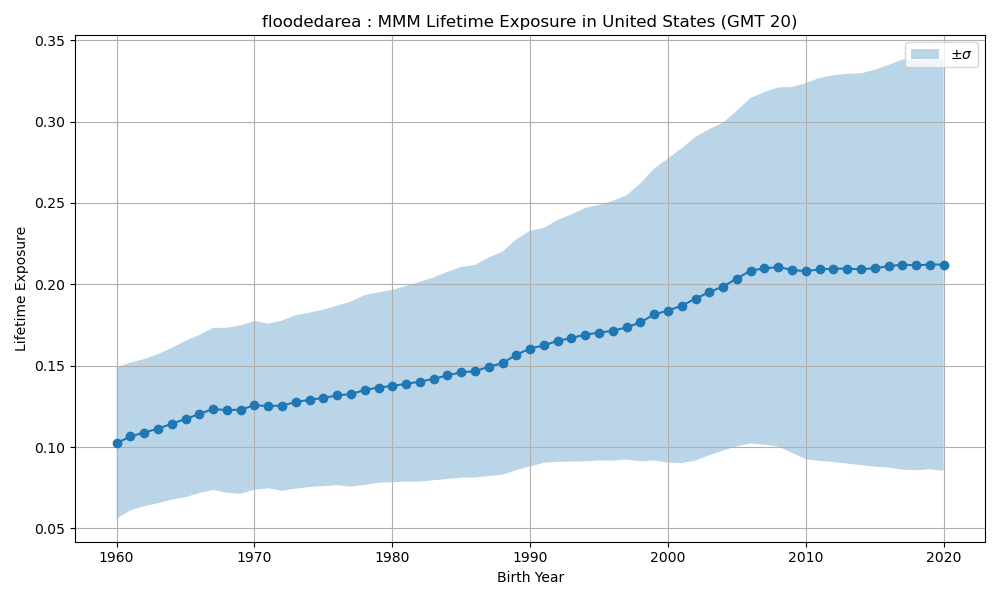 floodedarea : MMM Lifetime Exposure in United States (GMT 20)
±σ
Lifetime Exposure
0.35
0.30
0.25
0.20
0.15
0.10
0.05
1960 1970 1980 1990 2000 2010 2020
Birth Year